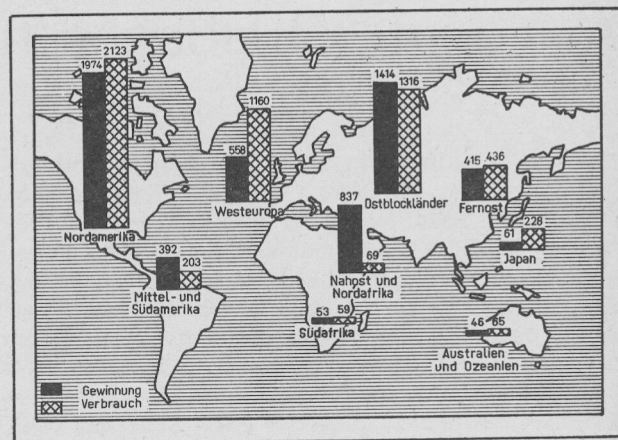 1974
2123
Nordamerika
558
1160
Westeuropa
1414
1316
Ostblockländer
415
436
Fernost
61
228
Japan
837
69
Nahost und
Nordafrika
392
203
Mittel- und
Südamerika
53
59
Südafrika
46
65
Australien
und Ozeanien
Gewinnung
Verbrauch